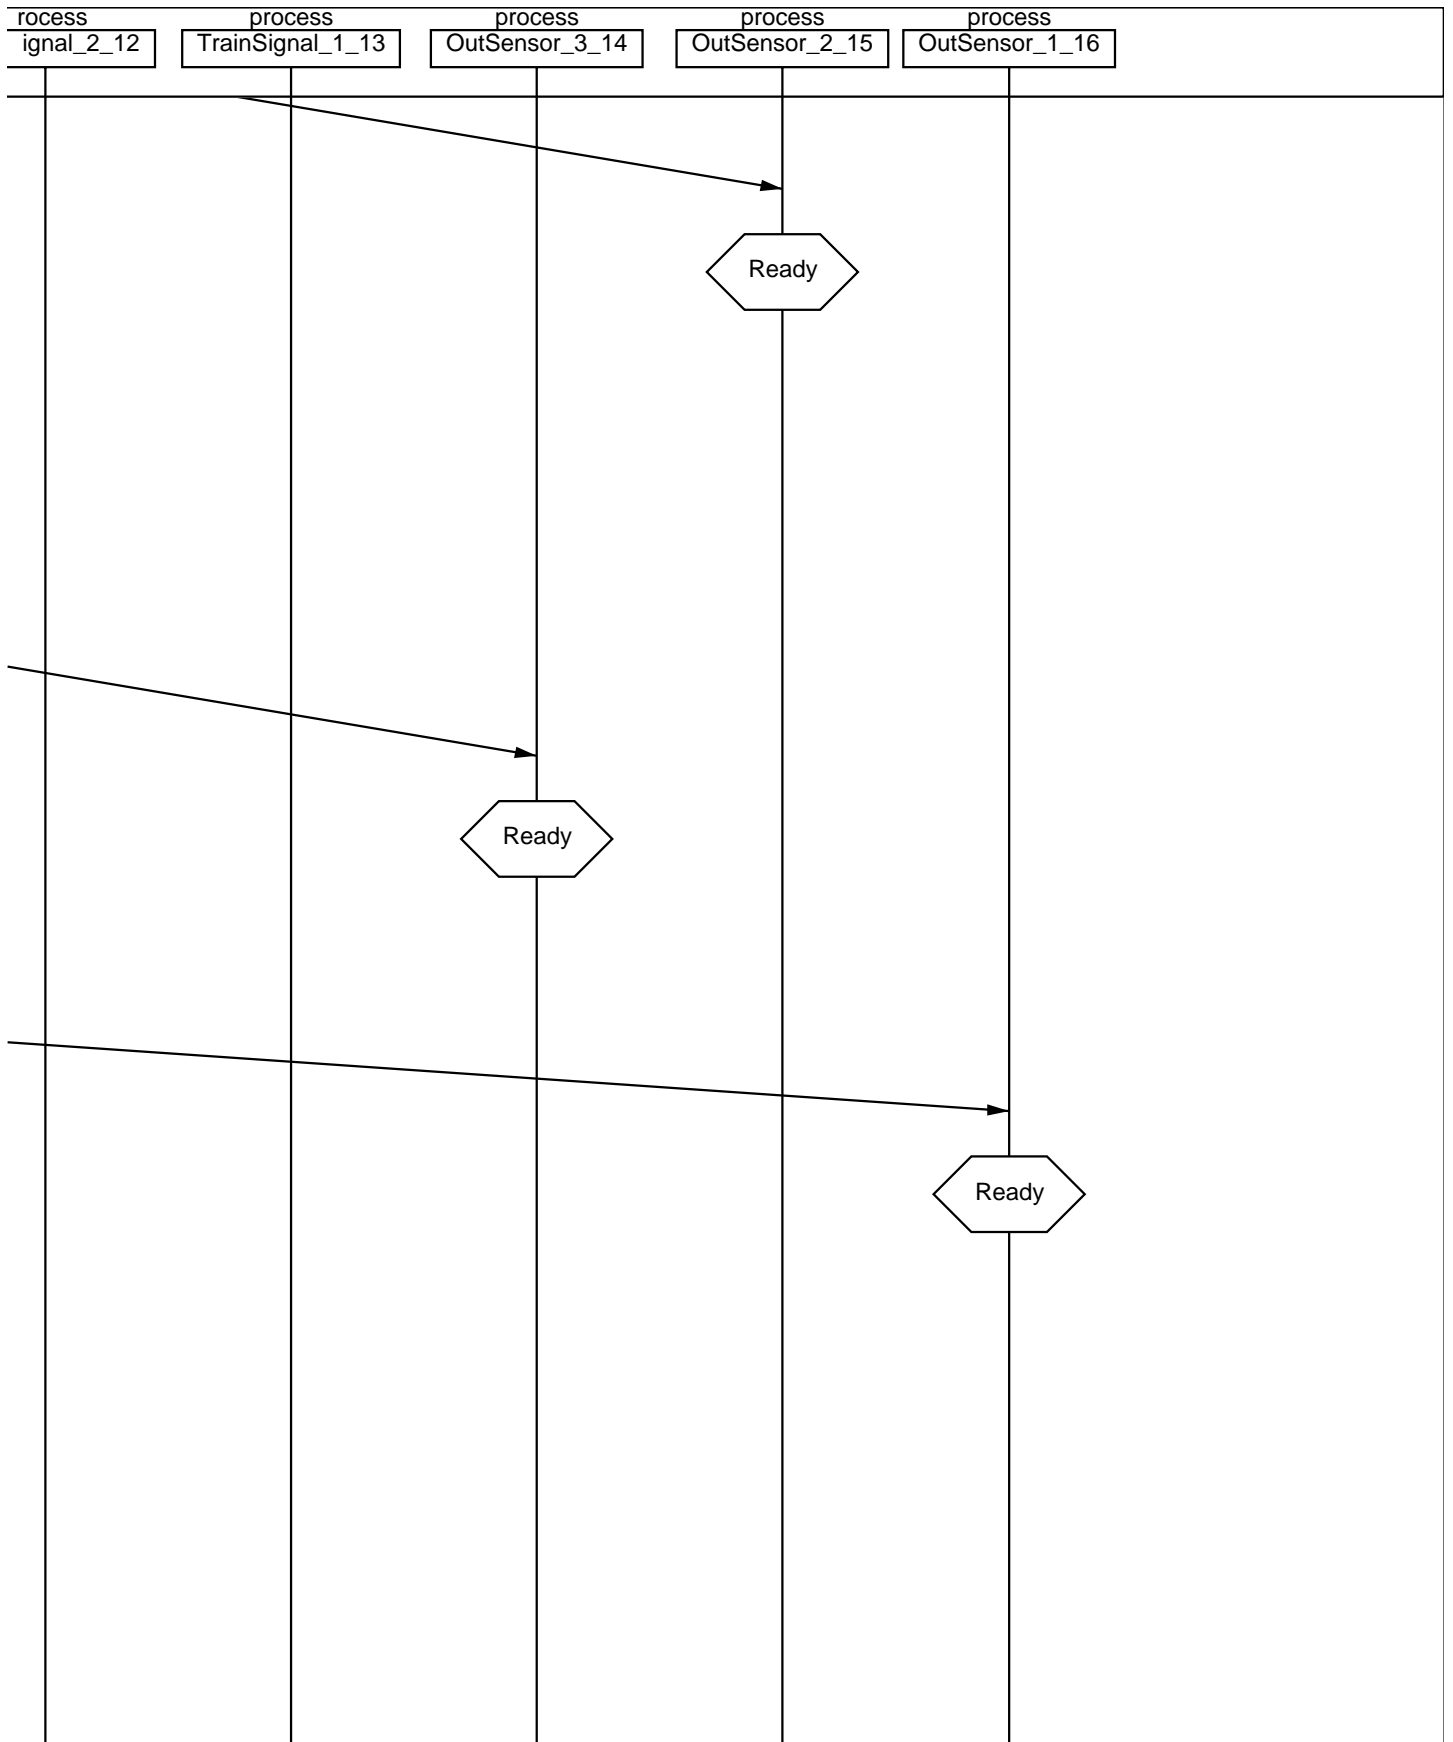 rocess process process process process
ignal_2_12 TrainSignal_1_13 OutSensor_3_14 OutSensor_2_15 OutSensor_1_16
Ready
Ready
Ready